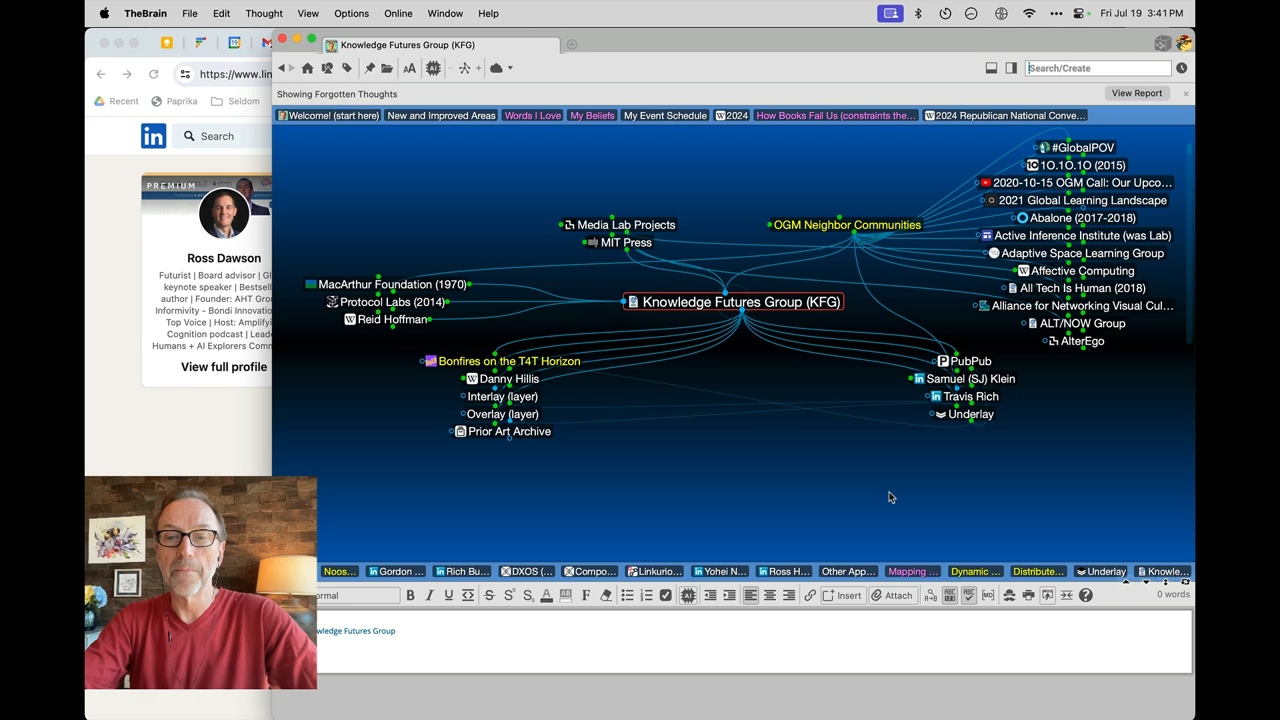 TheBrain File Edit Thought View Options Online Window Help Fri Jul 19 3:41 PM
Knowledge Futures Group (KFG)
https://www.lin
Search/Create
Showing Forgotten Thoughts
View Report
Recent Paprika Seldom
Welcome! (start here) New and Improved Areas Words I Love My Beliefs My Event Schedule 2024 How Books Fail Us (constraints the... 2024 Republican National Conve...
Search
PREMIUM
Ross Dawson
Futurist | Board advisor | Gl
keynote speaker | Bestsel
author | Founder: AHT Gro
Informivity - Bondi Innovatio
Top Voice | Host: Amplifyi
Cognition podcast | Leade
Humans + AI Explorers Comm
View full profile
Media Lab Projects
MIT Press
OGM Neighbor Communities
MacArthur Foundation (1970)
Protocol Labs (2014)
Reid Hoffman
Knowledge Futures Group (KFG)
#GlobalPOV
1O.1O.1O (2015)
2020-10-15 OGM Call: Our Upco...
2021 Global Learning Landscape
Abalone (2017-2018)
Active Inference Institute (was Lab)
Adaptive Space Learning Group
Affective Computing
All Tech Is Human (2018)
Alliance for Networking Visual Cul...
ALT/NOW Group
AlterEgo
Bonfires on the T4T Horizon
Danny Hillis
Interlay (layer)
Overlay (layer)
Prior Art Archive
PubPub
Samuel (SJ) Klein
Travis Rich
Underlay
Noos... Gordon ... Rich Bu... DXOS (... Compo... Linkurio... Yohei N... Ross H... Other App... Mapping ... Dynamic ... Distribute... Underlay Knowle...
ormal
Insert Attach 0 words
wledge Futures Group